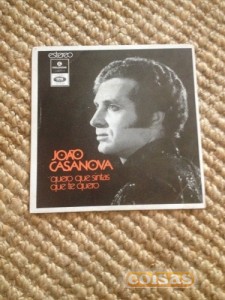 estereo
JOÃO
CASANOVA
quero que sintas
que te quero
coisas